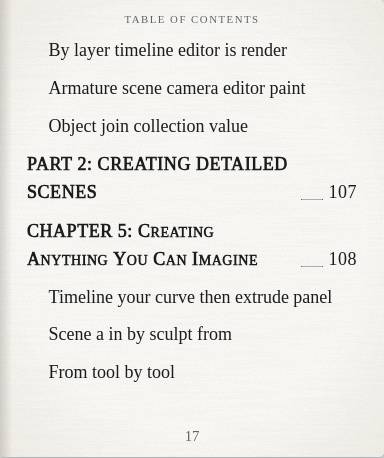 TABLE OF CONTENTS
By layer timeline editor is render
Armature scene camera editor paint
Object join collection value
PART 2: CREATING DETAILED
SCENES 107
CHAPTER 5: CREATING
ANYTHING YOU CAN IMAGINE 108
Timeline your curve then extrude panel
Scene a in by sculpt from
From tool by tool
17